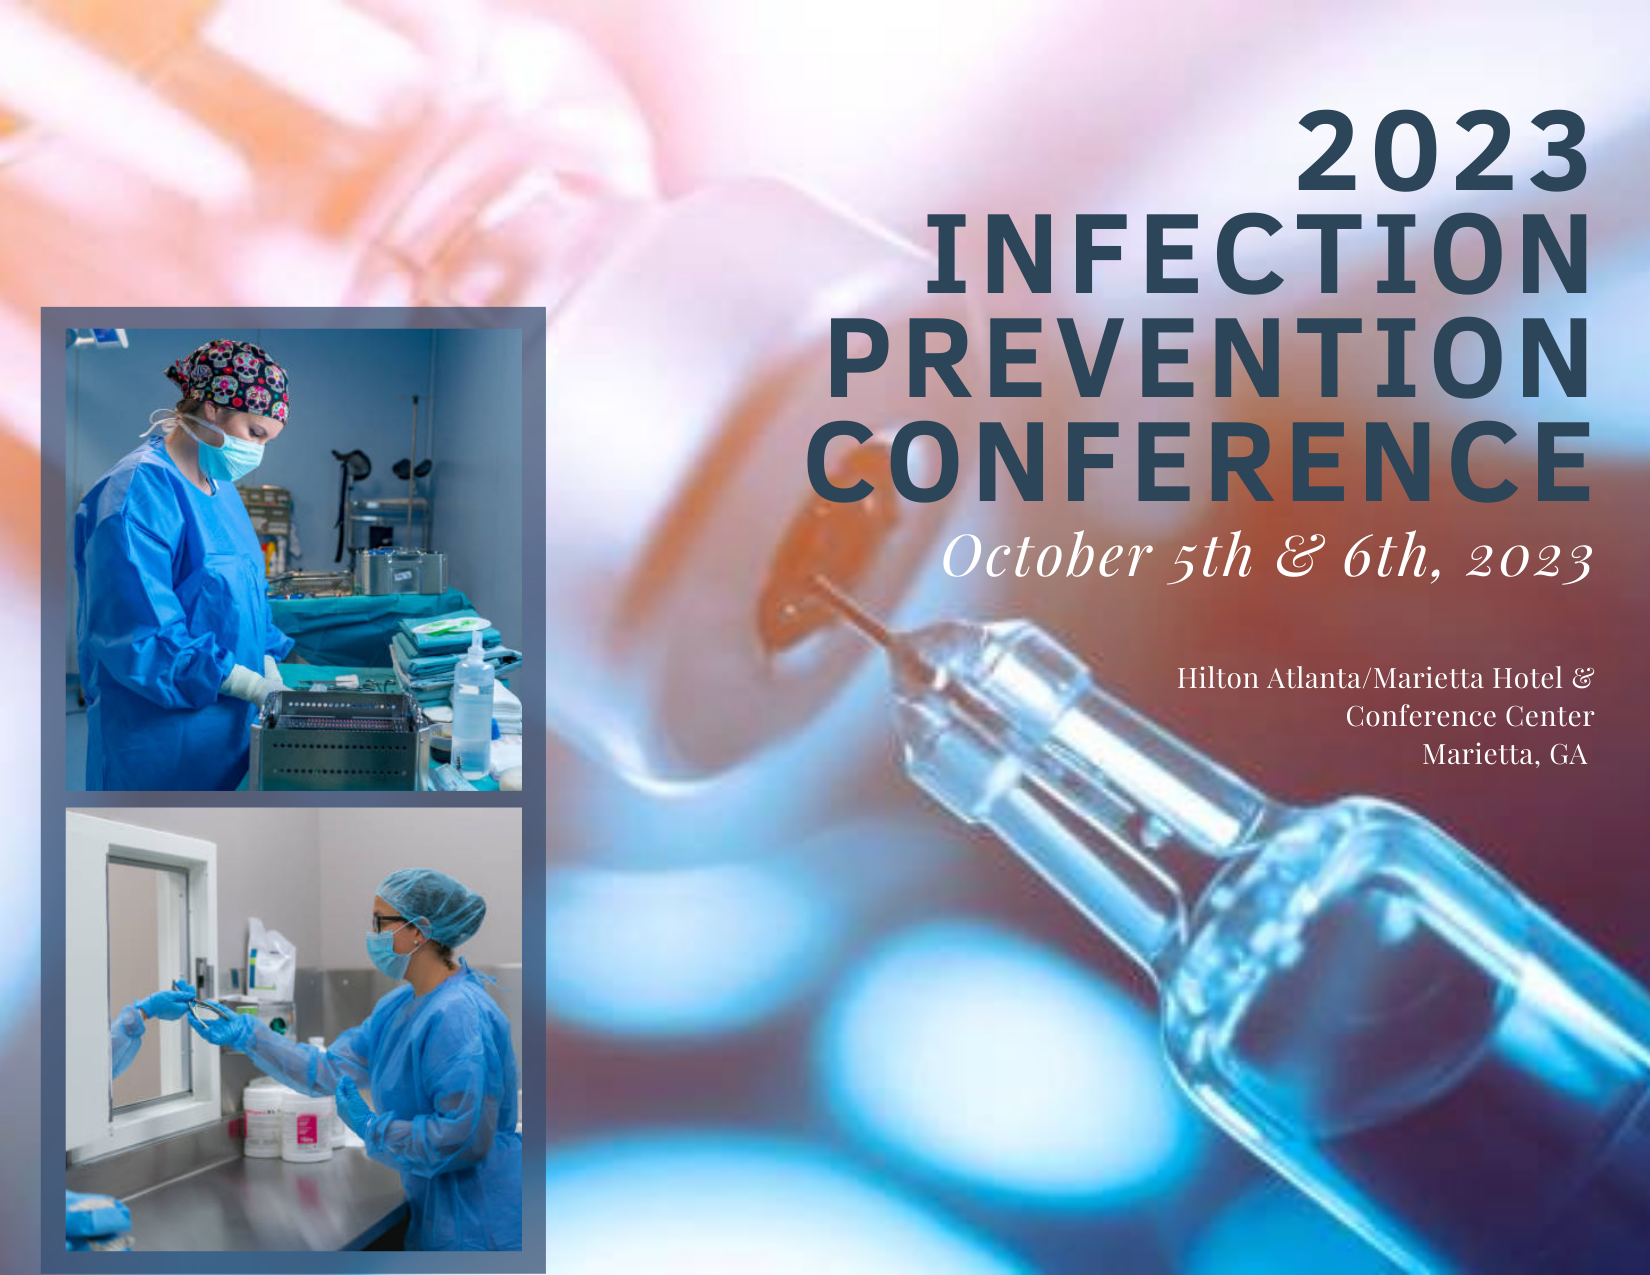 2023
INFECTION
PREVENTION
CONFERENCE
October 5th & 6th, 2023
Hilton Atlanta/Marietta Hotel &
Conference Center
Marietta, GA